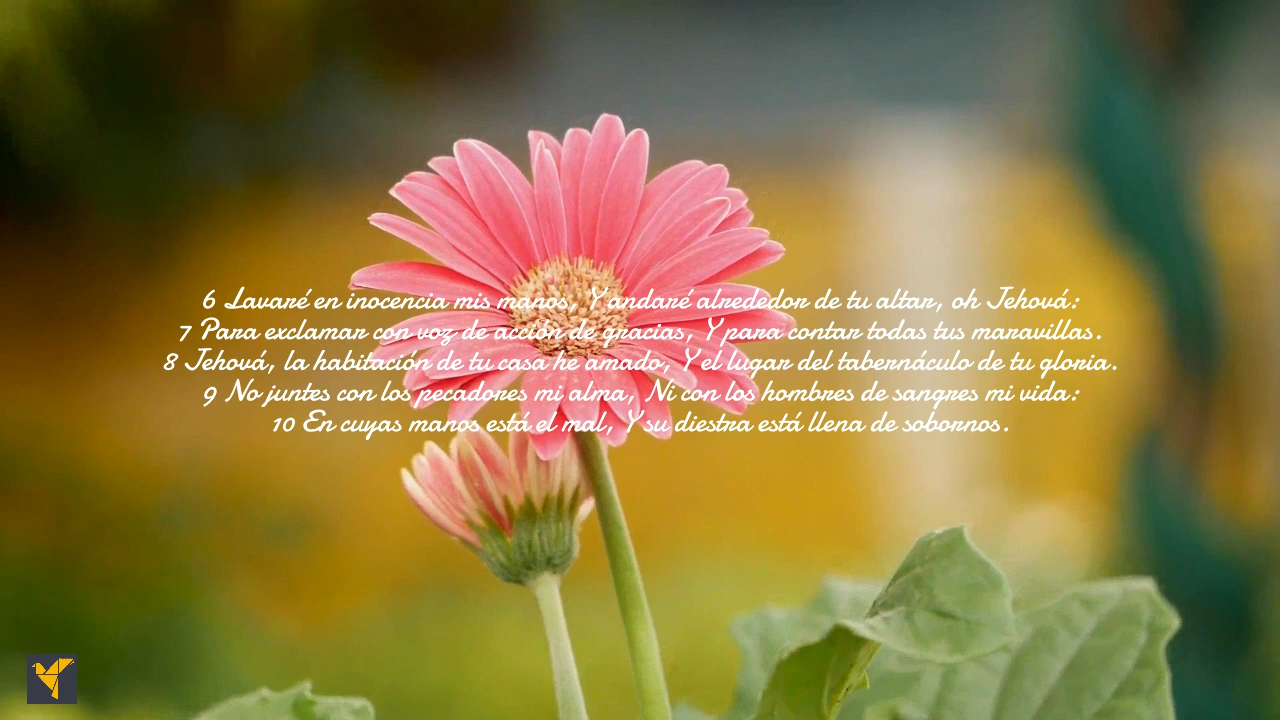 6 Lavaré en inocencia mis manos, Y andaré alrededor de tu altar, oh Jehová:
7 Para exclamar con voz de acción de gracias, Y para contar todas tus maravillas.
8 Jehová, la habitación de tu casa he amado, Y el lugar del tabernáculo de tu gloria.
9 No juntes con los pecadores mi alma, Ni con los hombres de sangres mi vida:
10 En cuyas manos está el mal, Y su diestra está llena de sobornos.